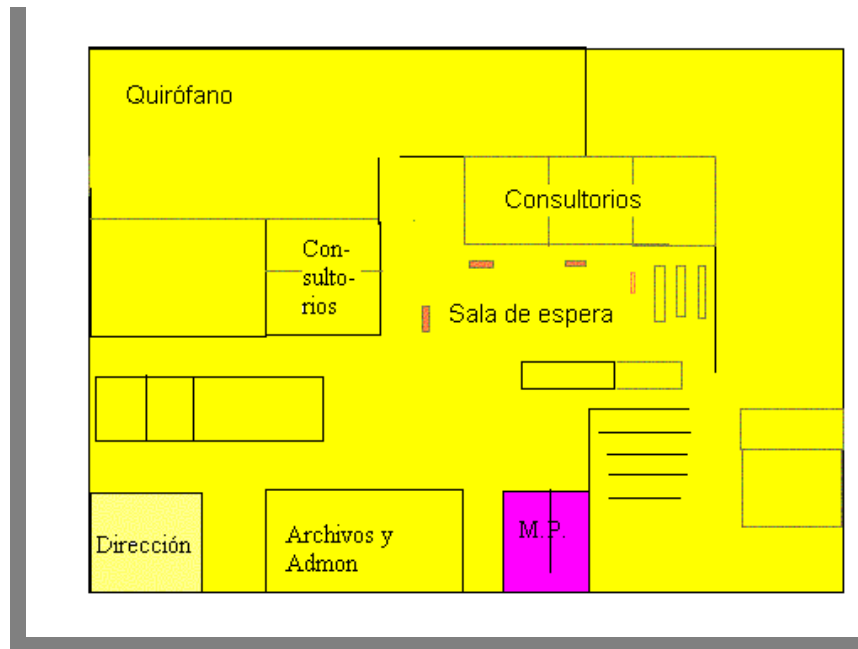 Quirófano
Consultorios
Con-
sulto-
rios
Sala de espera
Dirección
Archivos y
Admon
M.P.